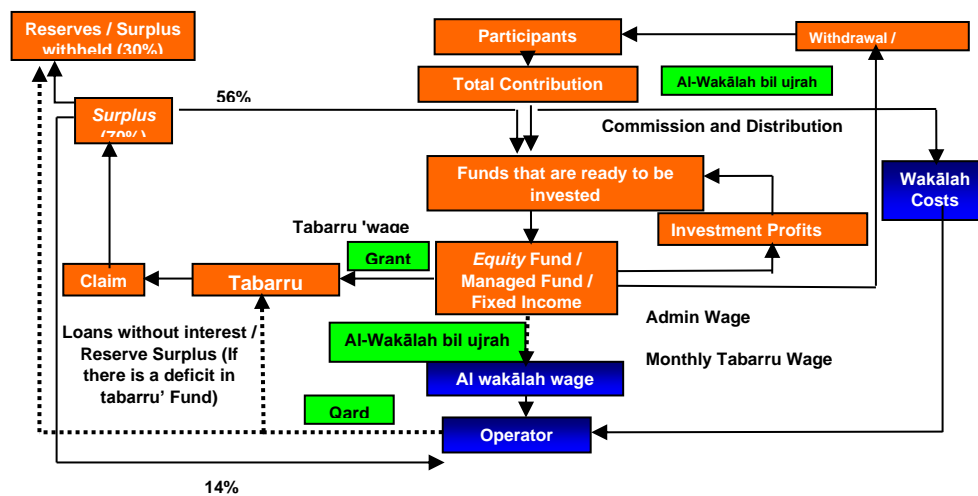 Reserves / Surplus
withheld (30%)
Participants
Withdrawal /
Total Contribution
Al-Wakālah bil ujrah
56%
Surplus
(70%)
Commission and Distribution
Funds that are ready to be
invested
Wakālah
Costs
Tabarru 'wage
Investment Profits
Grant
Equity Fund /
Managed Fund /
Fixed Income
Claim
Tabarru
Loans without interest /
Reserve Surplus (If
there is a deficit in
tabarru' Fund)
Admin Wage
Al-Wakālah bil ujrah
Monthly Tabarru Wage
Al wakālah wage
Qard
Operator
14%